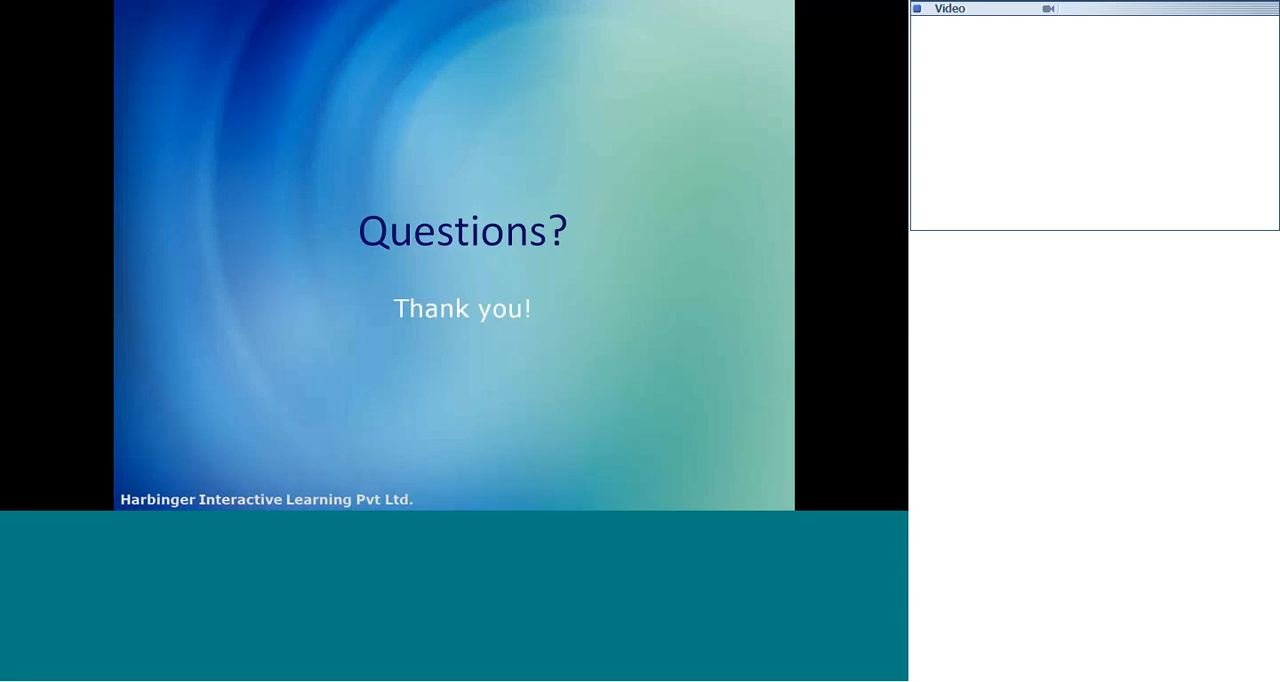 Video
Questions?
Thank you!
Harbinger Interactive Learning Pvt Ltd.